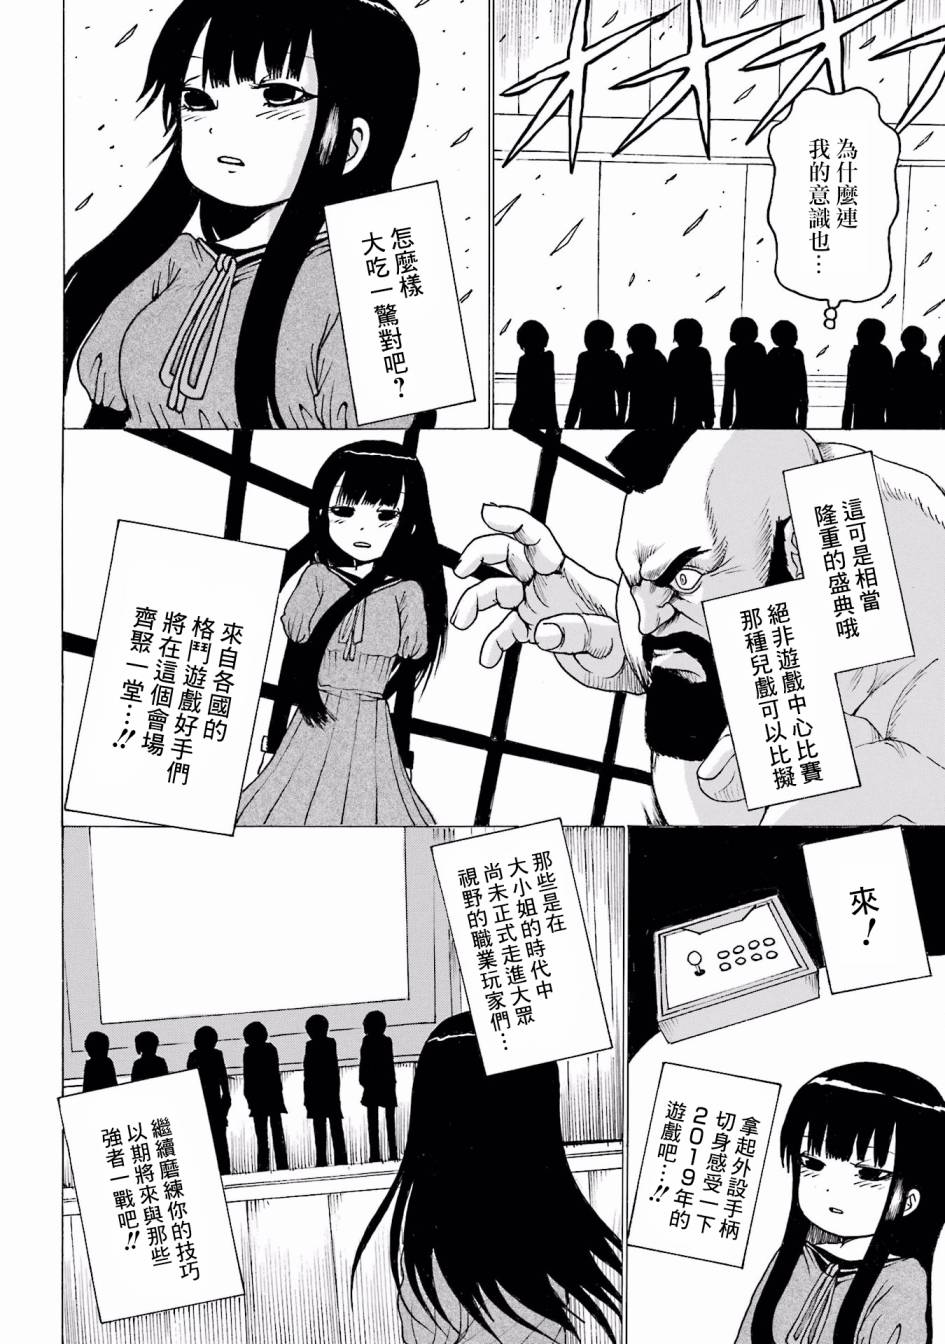 為什麼連
我的意識也…
怎麼樣
大吃一驚對吧?
這可是相當
隆重的盛典哦
絕非遊戲中心比賽
那種兒戲可以比擬
來自各國的
格鬥遊戲好手們
將在這個會場
齊聚一堂…!!
來!
拿起外設手柄
切身感受一下
2019年的
遊戲吧…!!
那些是在
大小姐的時代中
尚未正式走進大眾
視野的職業玩家們…
繼續磨練你的技巧
以期將來與那些
強者一戰吧!!